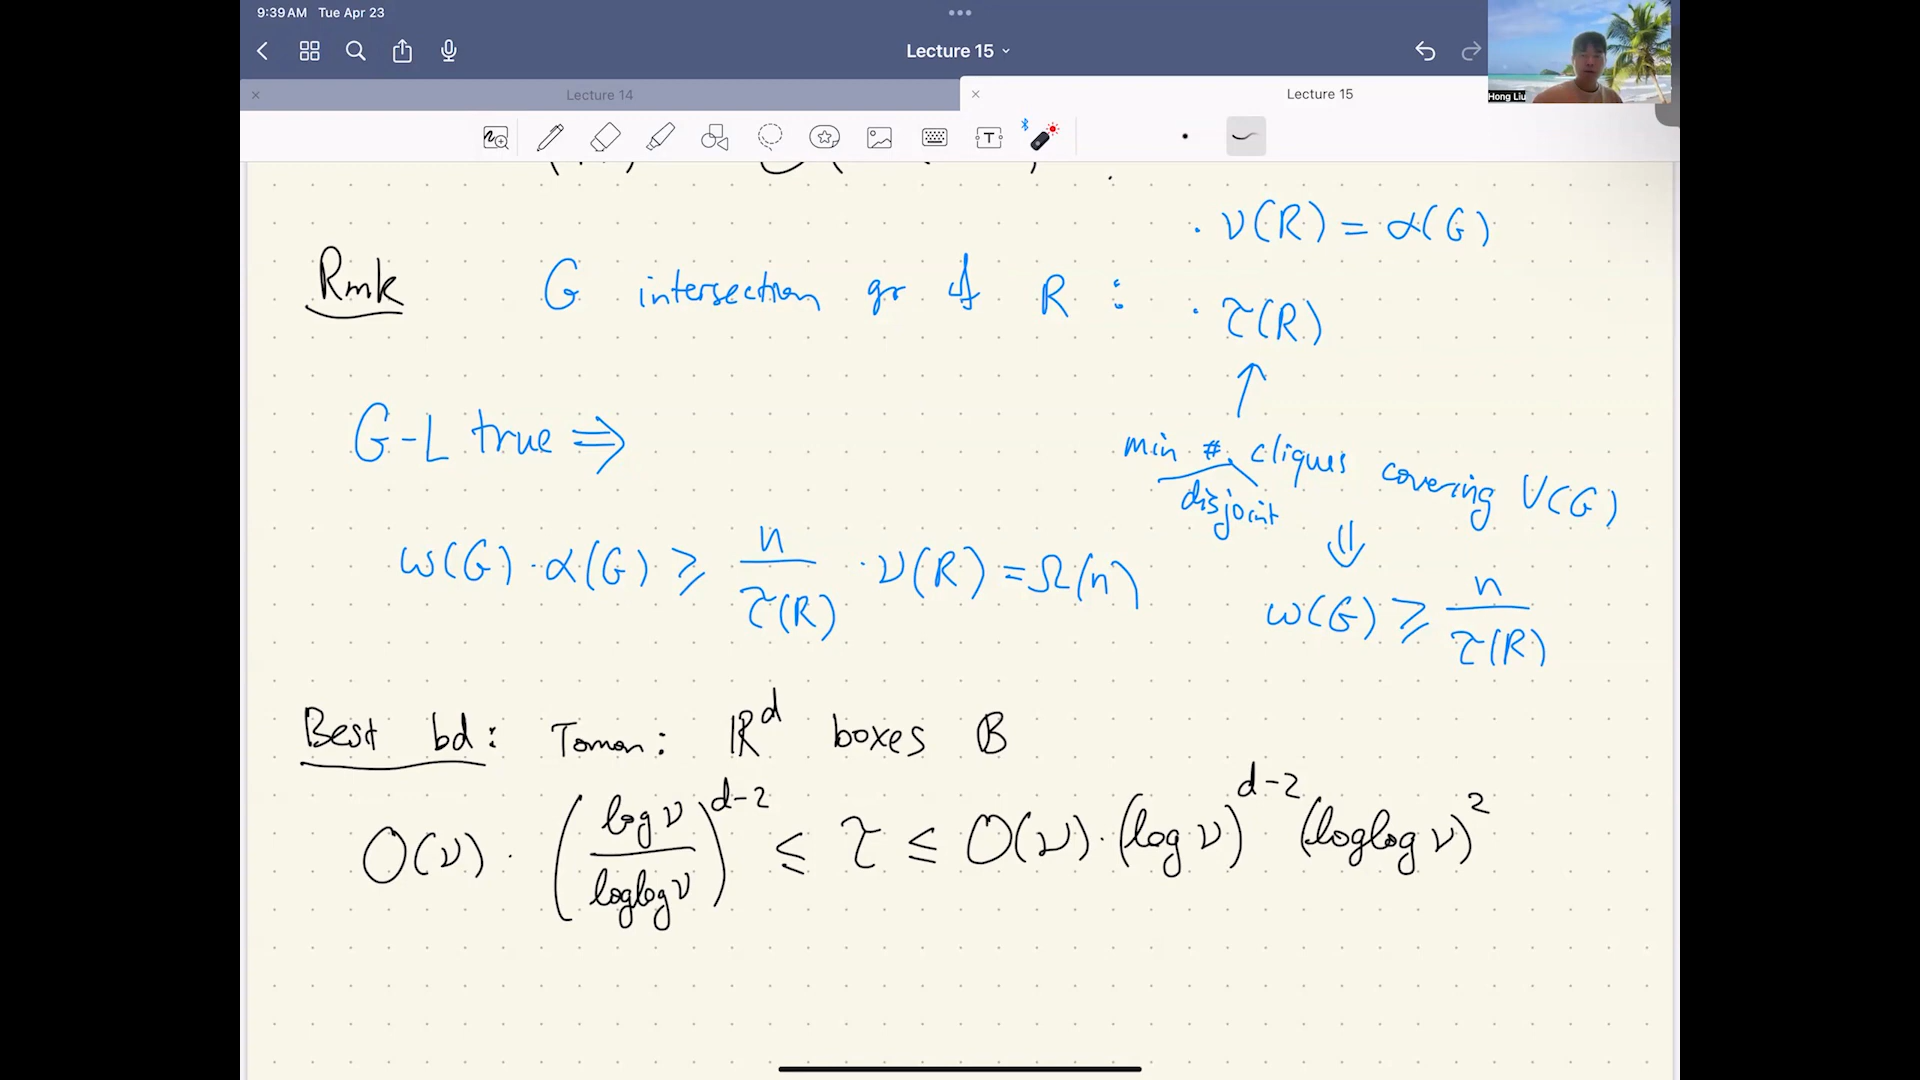 9:39 AM Tue Apr 23
Lecture 15
Hong Liu
Lecture 14
Lecture 15
· ν(R) = α(G)
Rmk G intersection gr of R :
· τ(R)
↑
G-L true ⇒
min # cliques covering V(G)
disjoint
⇓
ω(G) · α(G) ≥ n / τ(R) · ν(R) = Ω(n)
ω(G) ≥ n / τ(R)
Best bd: Tomon: ℝ^d boxes B
O(ν) · (log ν / loglog ν)^{d-2} ≤ τ ≤ O(ν) · (log ν)^{d-2} (loglog ν)^2